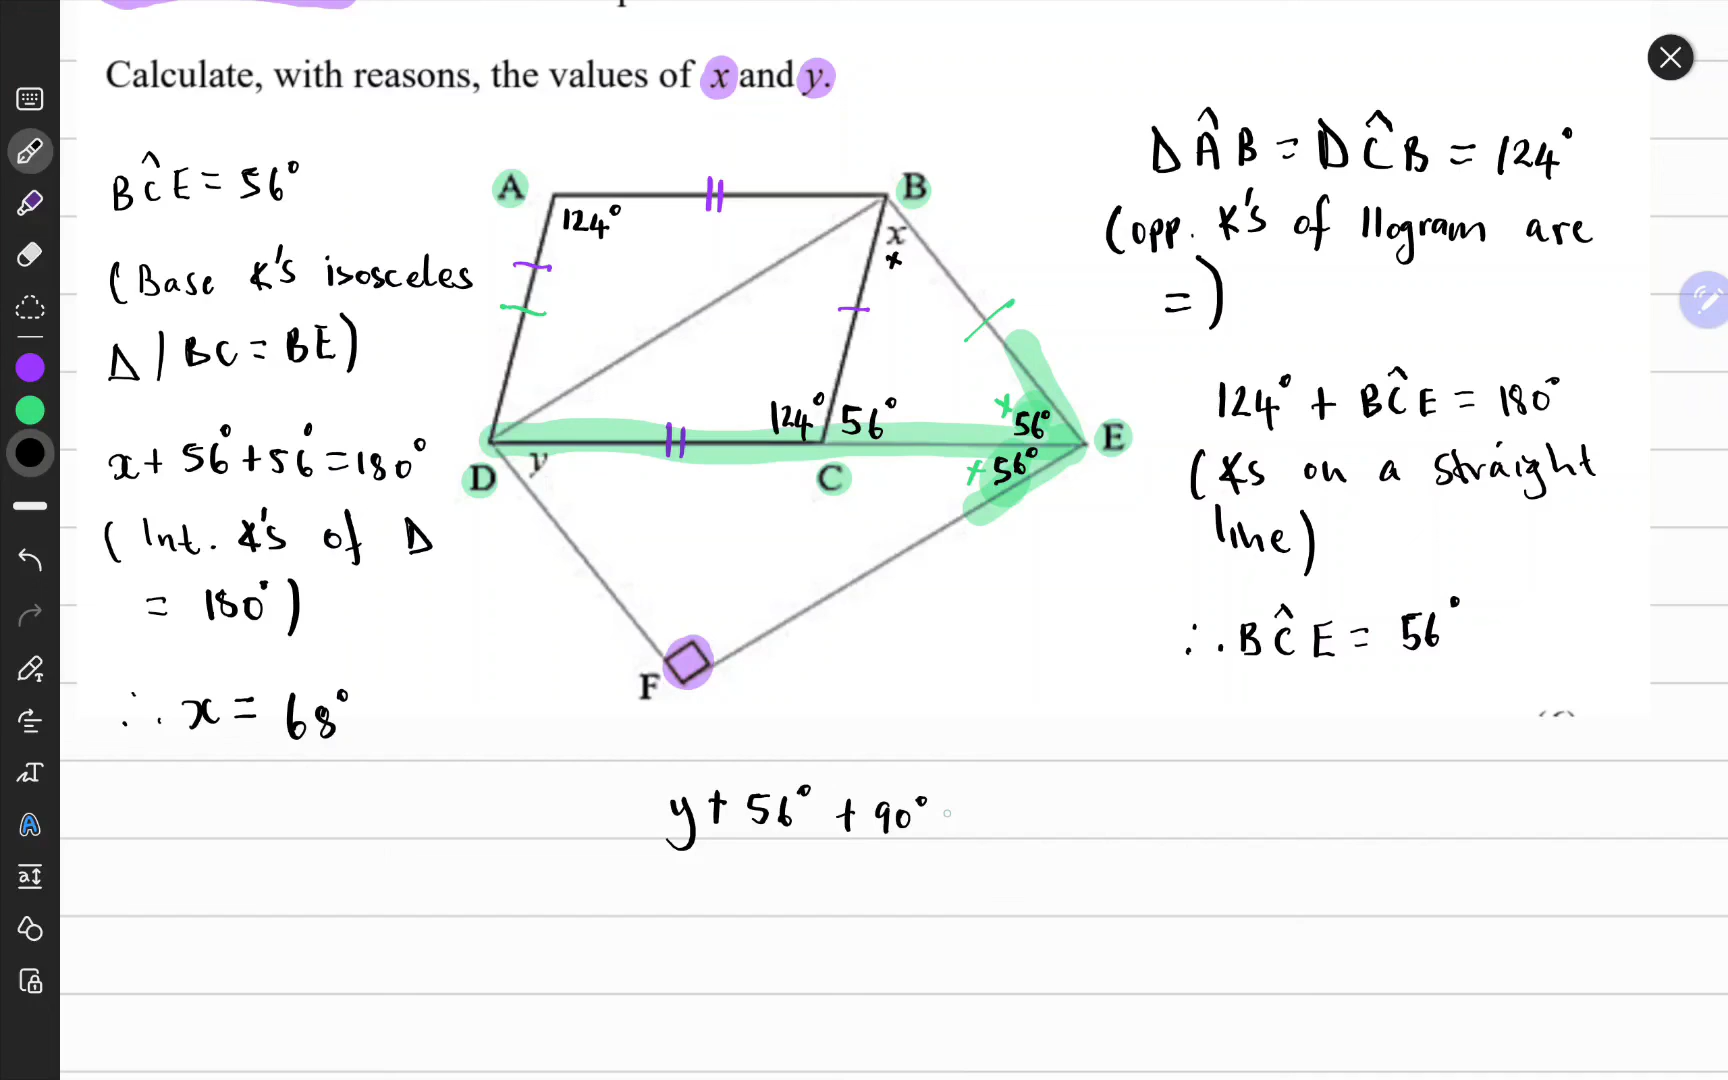 Calculate, with reasons, the values of x and y.
BĈE = 56°
(Base ∡'s isosceles
Δ | BC = BE)
x + 56° + 56° = 180°
(Int. ∡'s of Δ
= 180°)
∴ x = 68°
A
B
124°
x
x
124°
56°
56°
56°
D
y
C
E
F
DÂB = DĈB = 124°
(opp. ∡'s of llogram are
=)
124° + BĈE = 180°
(∡s on a straight
line)
∴ BĈE = 56°
y + 56° + 90°